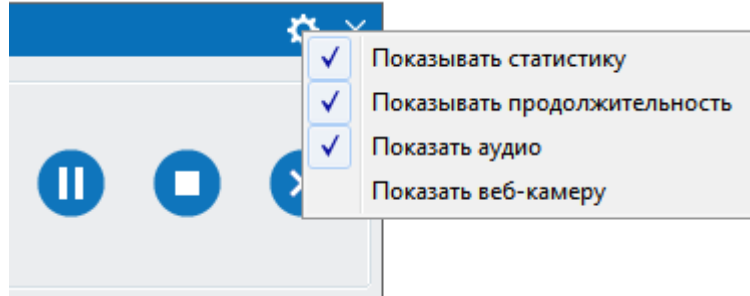 Показывать статистику
Показывать продолжительность
Показать аудио
Показать веб-камеру